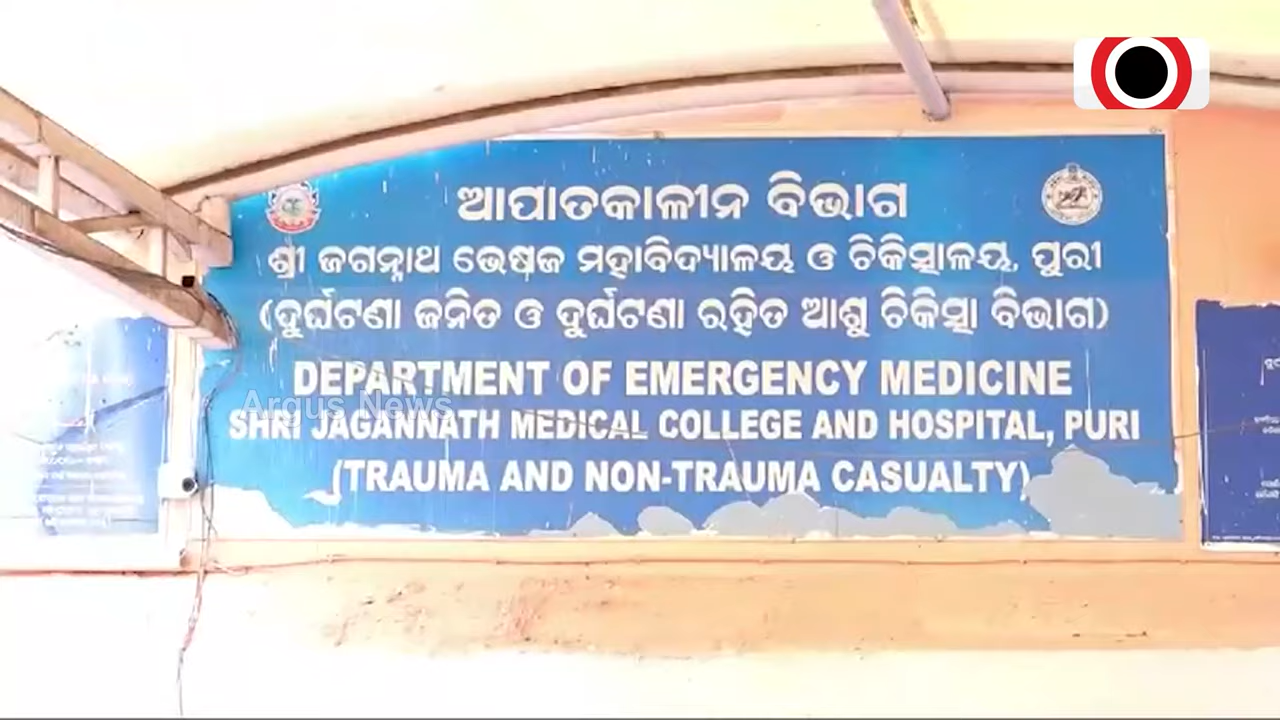 ଆପାତକାଳୀନ ବିଭାଗ
ଶ୍ରୀ ଜଗନ୍ନାଥ ଭେଷଜ ମହାବିଦ୍ୟାଳୟ ଓ ଚିକିତ୍ସାଳୟ, ପୁରୀ
(ଦୁର୍ଘଟଣା ଜନିତ ଓ ଦୁର୍ଘଟଣା ରହିତ ଆଶୁ ଚିକିତ୍ସା ବିଭାଗ)
DEPARTMENT OF EMERGENCY MEDICINE
Argus News
SHRI JAGANNATH MEDICAL COLLEGE AND HOSPITAL, PURI
(TRAUMA AND NON-TRAUMA CASUALTY)